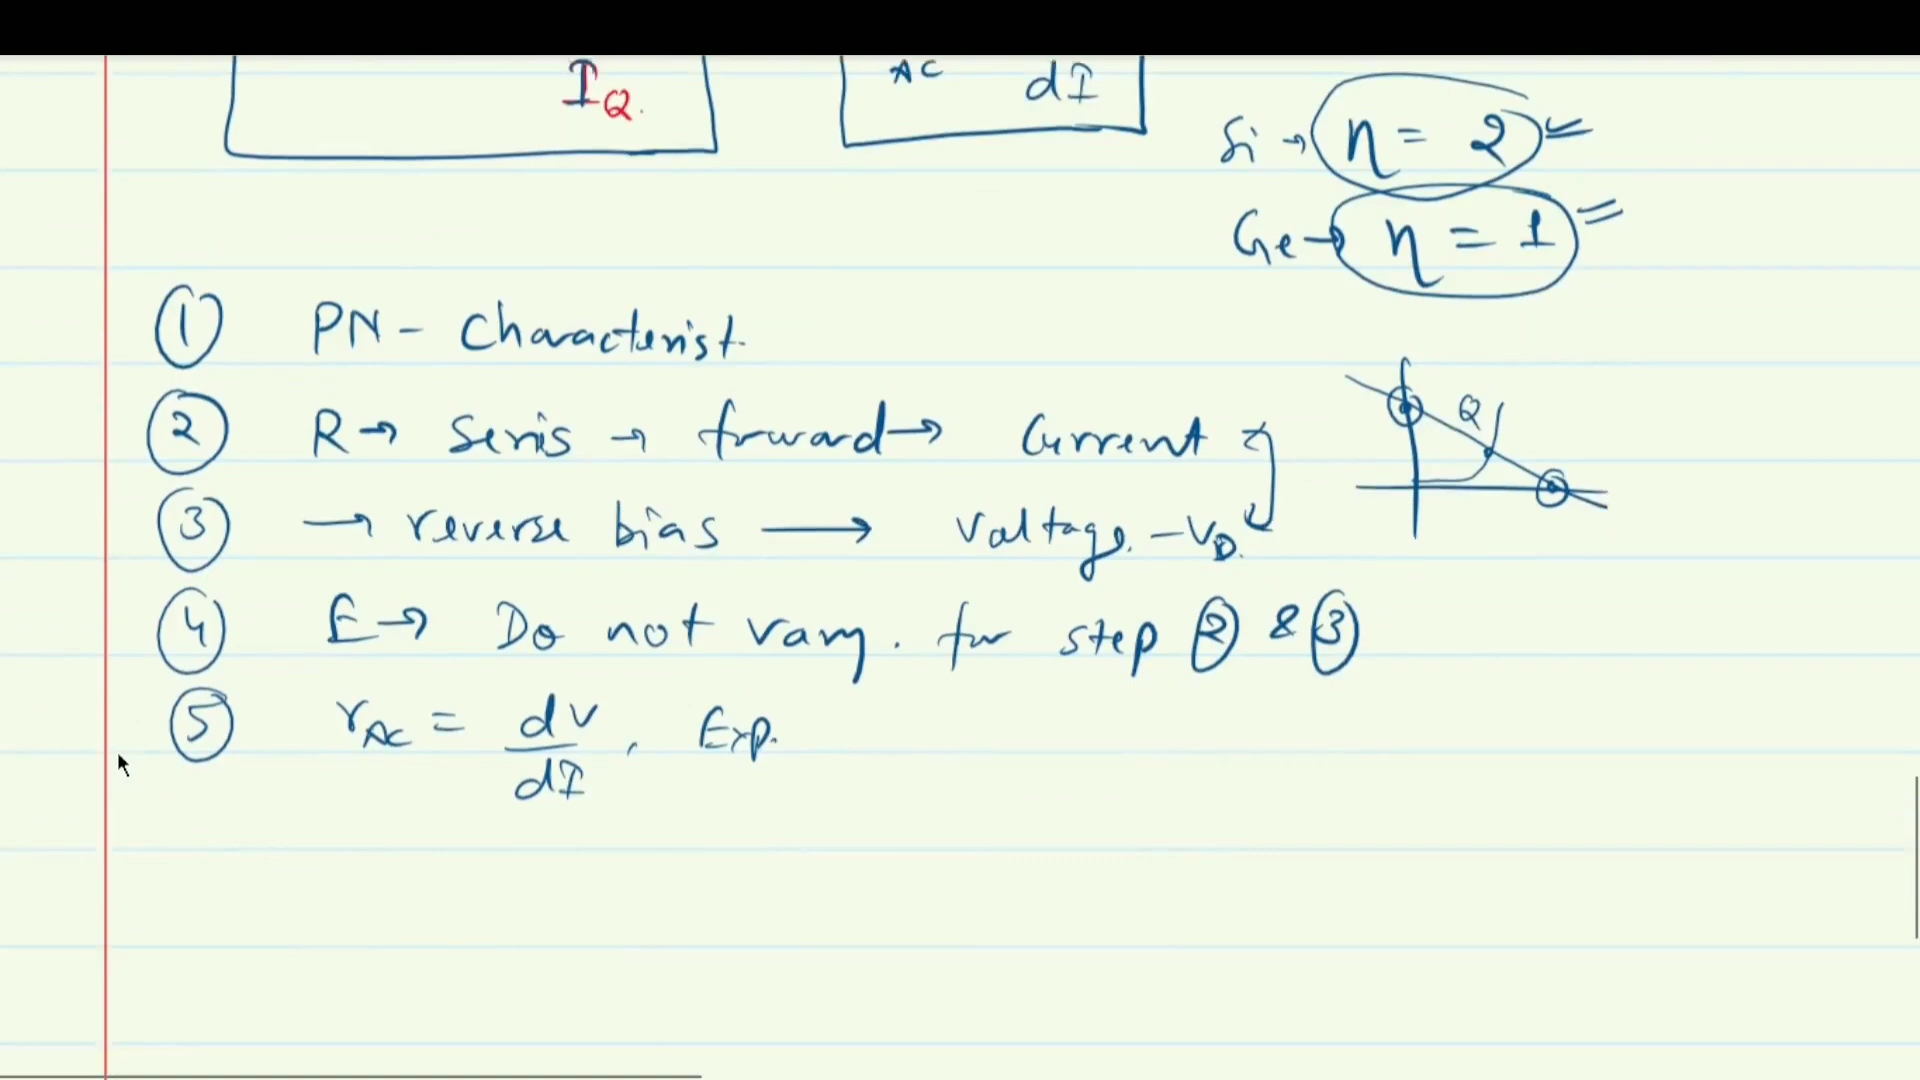 I_Q.
AC dI
Si → η = 2
Ge → η = 1
① PN - Characterist.
② R → Seris → forward → Current
Q
③ → reverse bias → Voltage. - V_D.
④ E → Do not vary. for step ② & ③
⑤ r_AC = dv/dI, Exp.